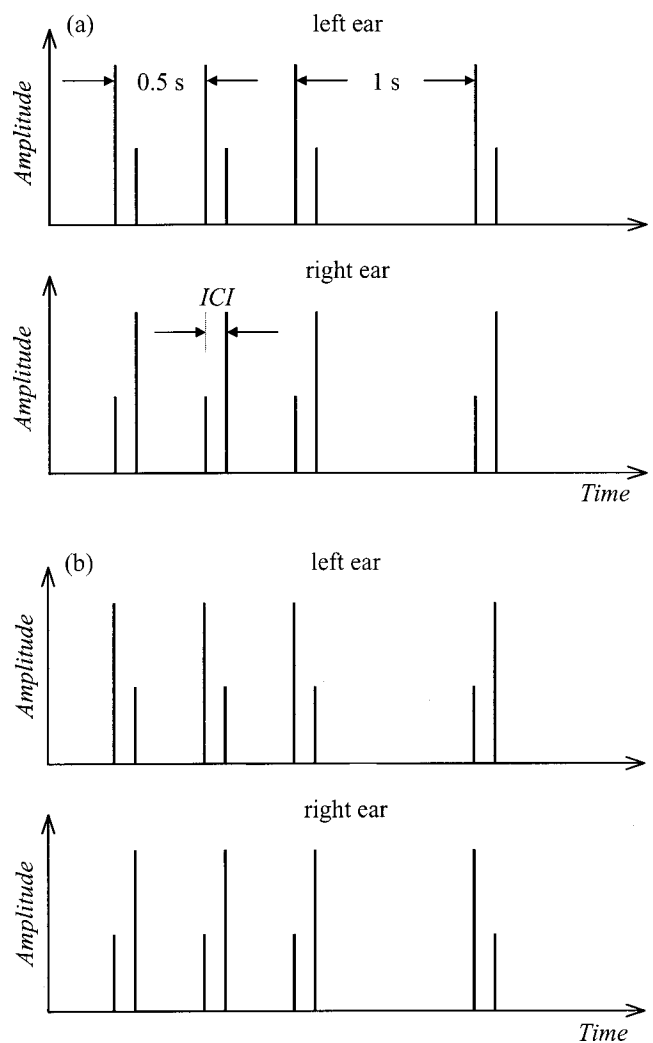 (a)
left ear
0.5 s
1 s
Amplitude
right ear
ICI
Amplitude
Time
(b)
left ear
Amplitude
right ear
Amplitude
Time